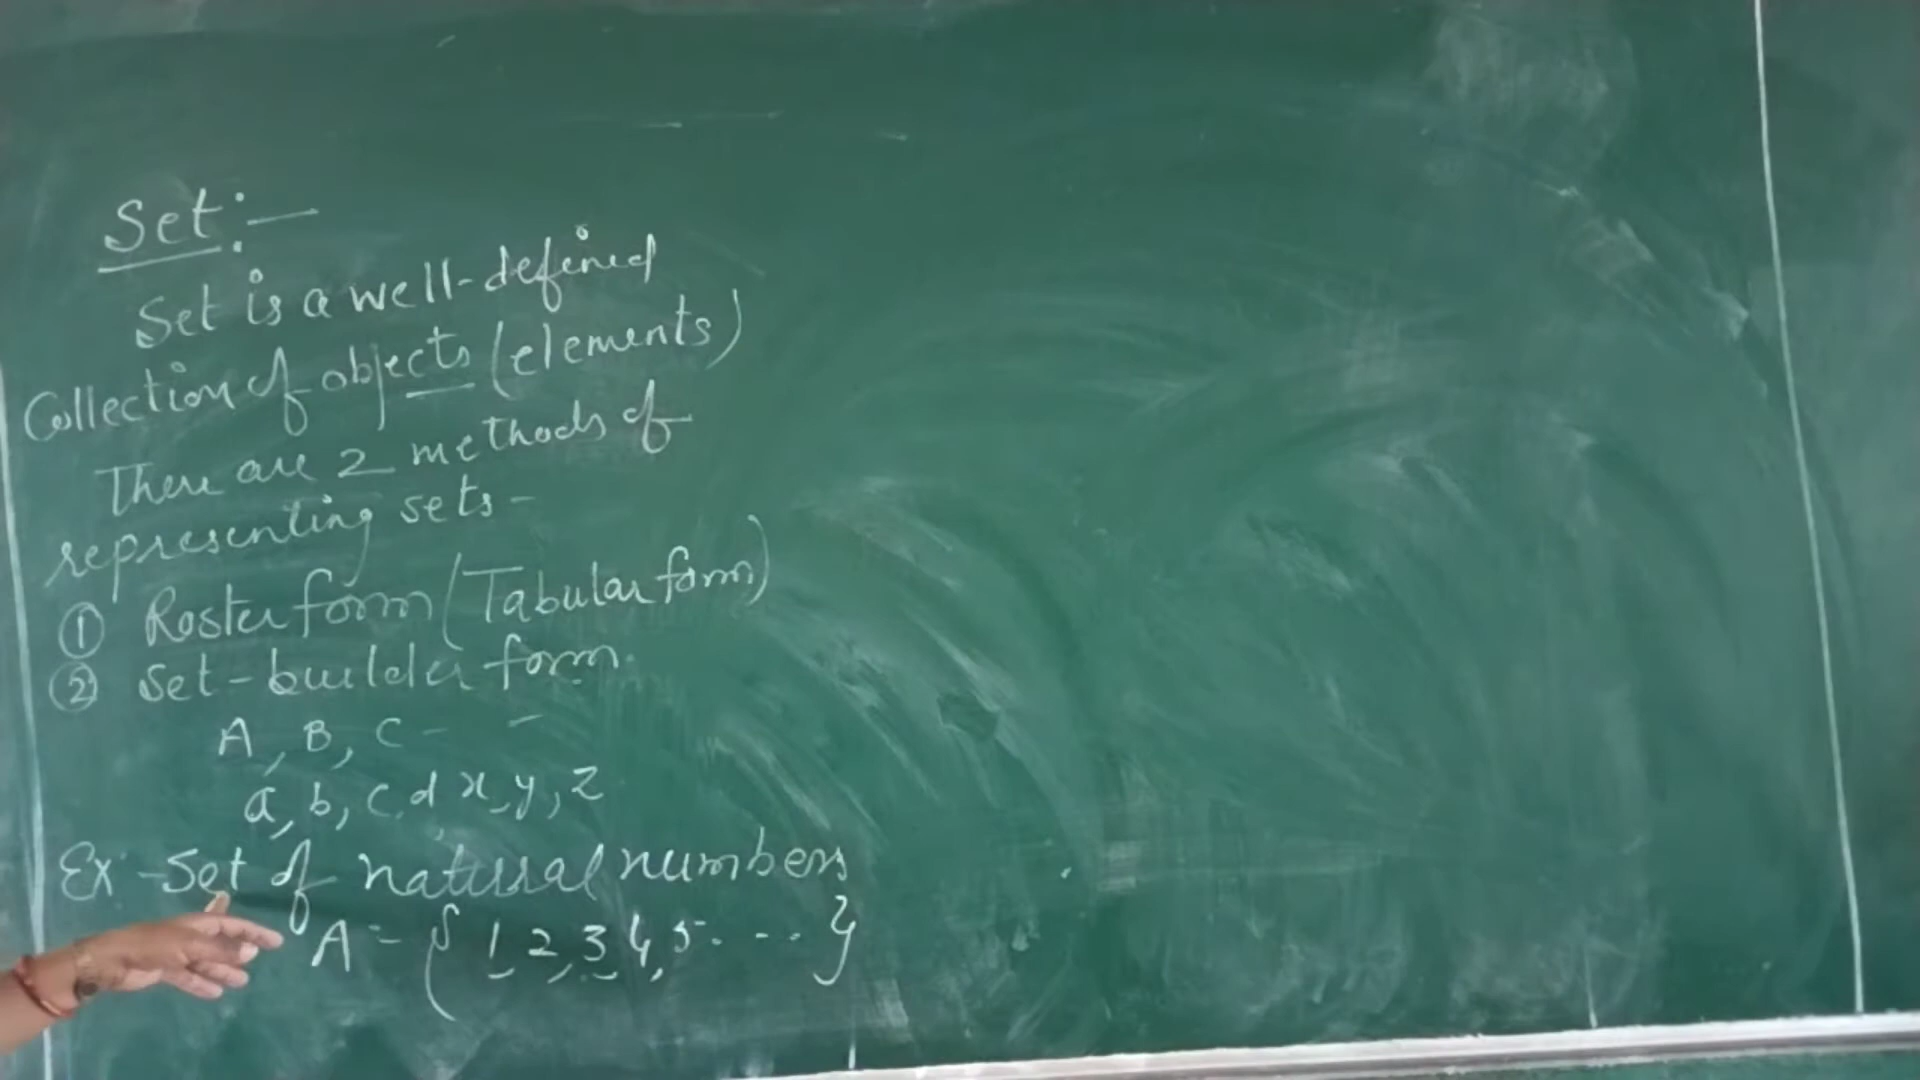 Set:-
Set is a well-defined
Collection of objects (elements)
There are 2 methods of
representing sets -
① Roster form (Tabular form)
② Set-builder form.
A, B, C - -
a, b, c, d x, y, z
Ex - Set of natural numbers
A = { 1, 2, 3, 4, 5. - - . }